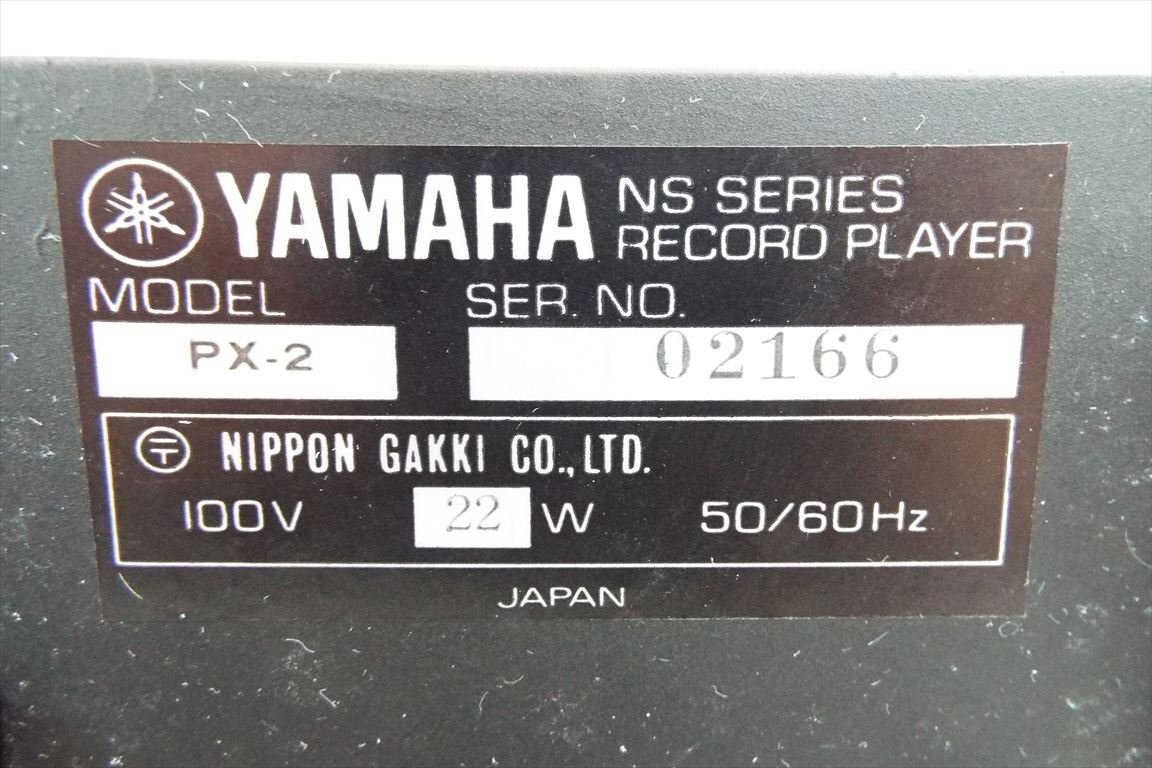 YAMAHA NS SERIES
RECORD PLAYER
MODEL SER. NO.
PX-2 02166
〒 NIPPON GAKKI CO., LTD.
100V 22 W 50/60Hz
JAPAN